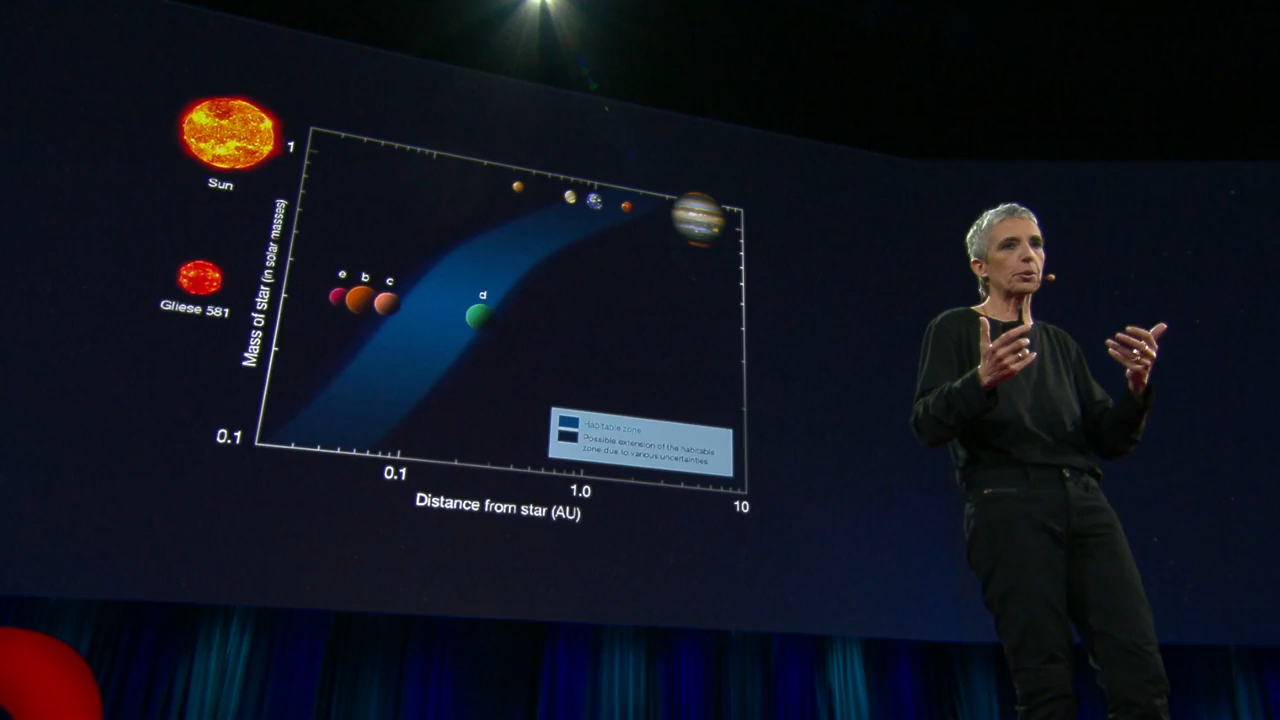 Sun
Gliese 581
Mass of star (in solar masses)
1
0.1
e b c
d
Habitable zone
Possible extension of the habitable
zone due to various uncertainties
0.1
1.0
10
Distance from star (AU)